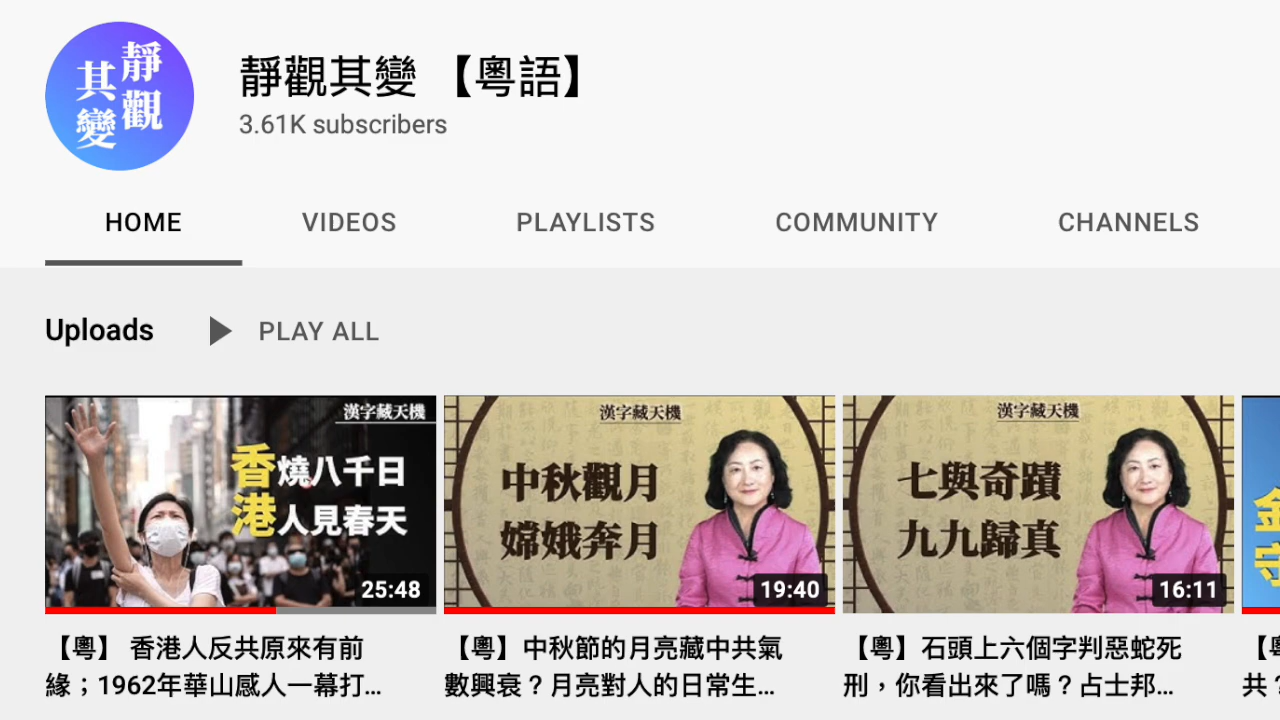 靜觀
其變
靜觀其變 【粵語】
3.61K subscribers
HOME
VIDEOS
PLAYLISTS
COMMUNITY
CHANNELS
Uploads
PLAY ALL
漢字藏天機
香燒八千日
港人見春天
25:48
漢字藏天機
中秋觀月
嫦娥奔月
19:40
漢字藏天機
七與奇蹟
九九歸真
16:11
【粵】 香港人反共原來有前
緣；1962年華山感人一幕打...
【粵】中秋節的月亮藏中共氣
數興衰？月亮對人的日常生...
【粵】石頭上六個字判惡蛇死
刑，你看出來了嗎？占士邦...
共？